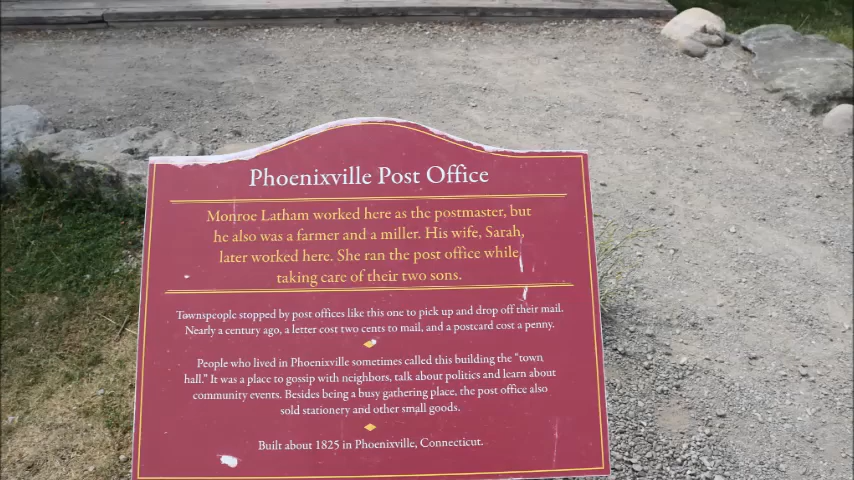 Phoenixville Post Office
Monroe Latham worked here as the postmaster, but
he also was a farmer and a miller. His wife, Sarah,
later worked here. She ran the post office while
taking care of their two sons.
Townspeople stopped by post offices like this one to pick up and drop off their mail.
Nearly a century ago, a letter cost two cents to mail, and a postcard cost a penny.
People who lived in Phoenixville sometimes called this building the "town
hall." It was a place to gossip with neighbors, talk about politics and learn about
community events. Besides being a busy gathering place, the post office also
sold stationery and other small goods.
Built about 1825 in Phoenixville, Connecticut.